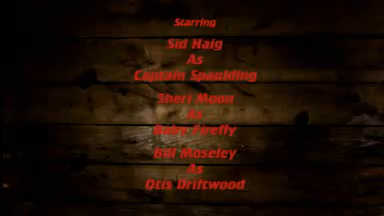 Starring
Sid Haig
As
Captain Spaulding
Sheri Moon
As
Baby Firefly
Bill Moseley
As
Otis Driftwood